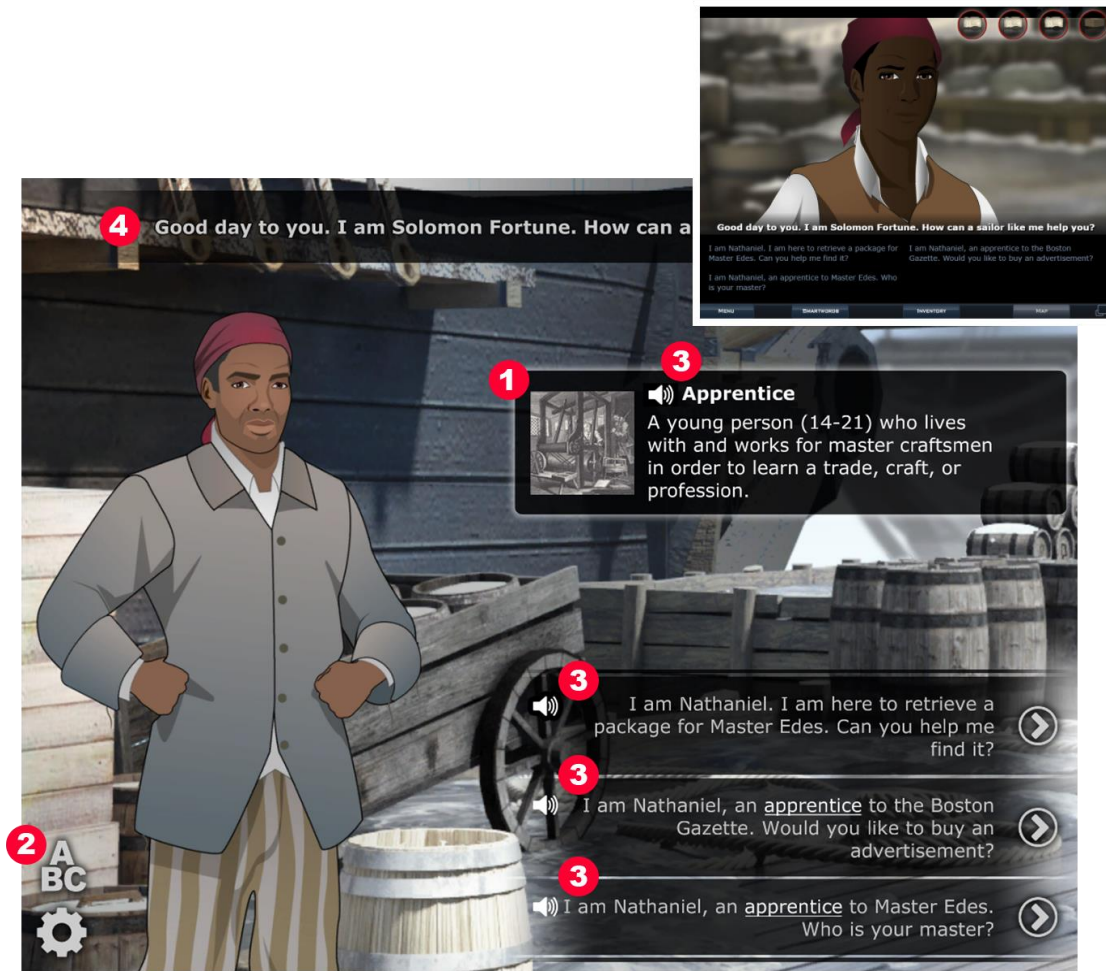 Good day to you. I am Solomon Fortune. How can a sailor like me help you?
I am Nathaniel. I am here to retrieve a package for
Master Edes. Can you help me find it?
I am Nathaniel, an apprentice to the Boston
Gazette. Would you like to buy an advertisement?
I am Nathaniel, an apprentice to Master Edes. Who
is your master?
MENU
SMARTWORDS
INVENTORY
MAP
4
Good day to you. I am Solomon Fortune. How can a
1
3
Apprentice
A young person (14-21) who lives
with and works for master craftsmen
in order to learn a trade, craft, or
profession.
3
I am Nathaniel. I am here to retrieve a
package for Master Edes. Can you help me
find it?
3
I am Nathaniel, an apprentice to the Boston
Gazette. Would you like to buy an
advertisement?
3
I am Nathaniel, an apprentice to Master Edes.
Who is your master?
2
A
BC